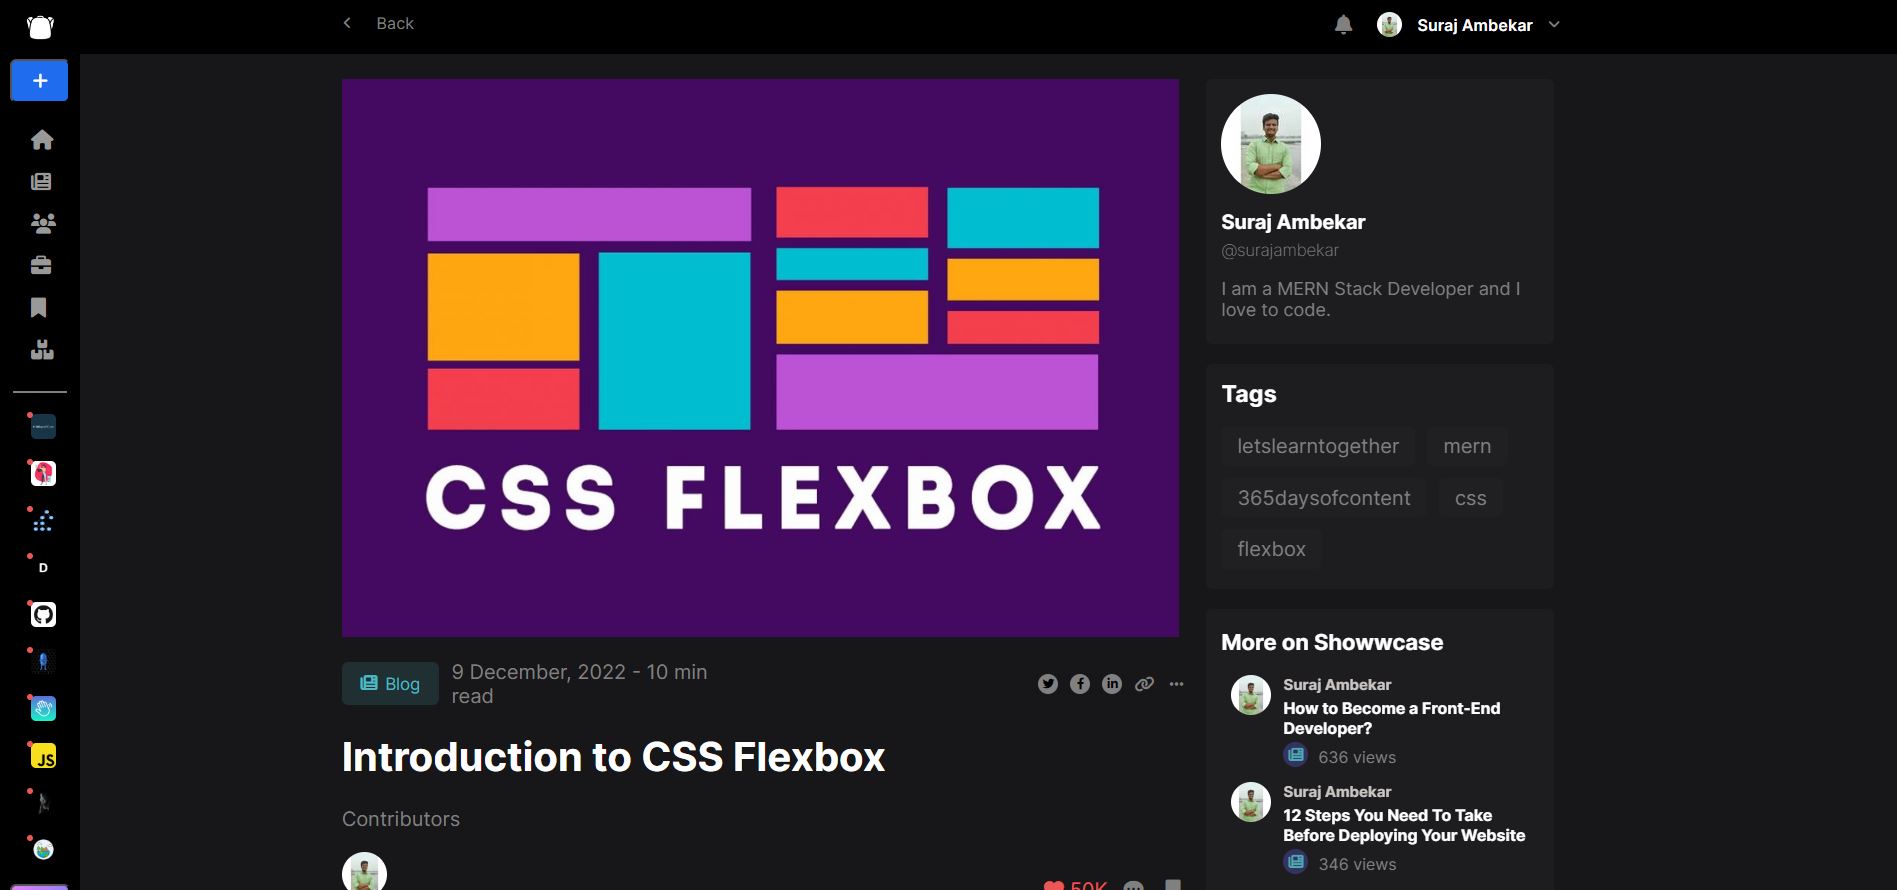 Back
Suraj Ambekar
+
CSS FLEXBOX
Blog
9 December, 2022 - 10 min
read
Introduction to CSS Flexbox
Contributors
50K
Suraj Ambekar
@surajambekar
I am a MERN Stack Developer and I
love to code.
Tags
letslearntogether mern
365daysofcontent css
flexbox
More on Showwcase
Suraj Ambekar
How to Become a Front-End
Developer?
636 views
Suraj Ambekar
12 Steps You Need To Take
Before Deploying Your Website
346 views
D
JS